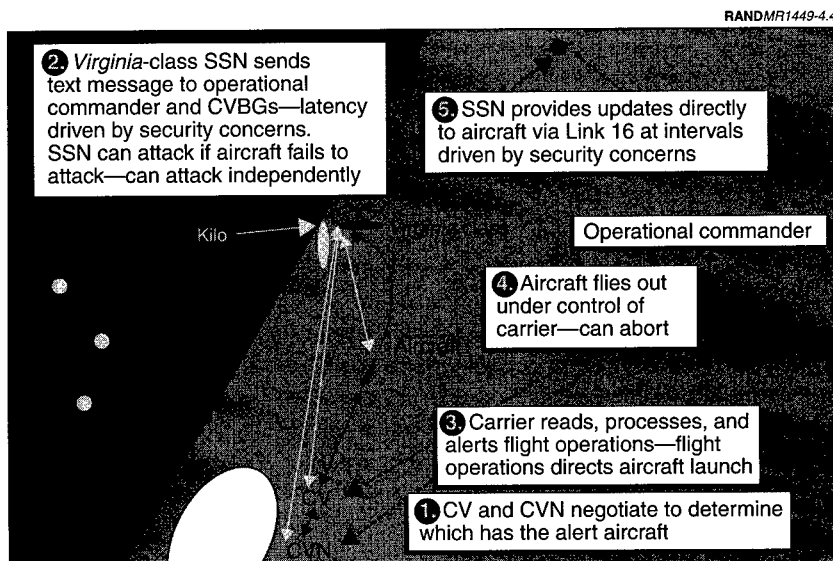 RANDMR1449-4.4
2. Virginia-class SSN sends
text message to operational
commander and CVBGs—latency
driven by security concerns.
SSN can attack if aircraft fails to
attack—can attack independently
5. SSN provides updates directly
to aircraft via Link 16 at intervals
driven by security concerns
Kilo
Virginia
Operational commander
4. Aircraft flies out
under control of
carrier—can abort
Aircraft
3. Carrier reads, processes, and
alerts flight operations—flight
operations directs aircraft launch
CV
1. CV and CVN negotiate to determine
which has the alert aircraft
CVN